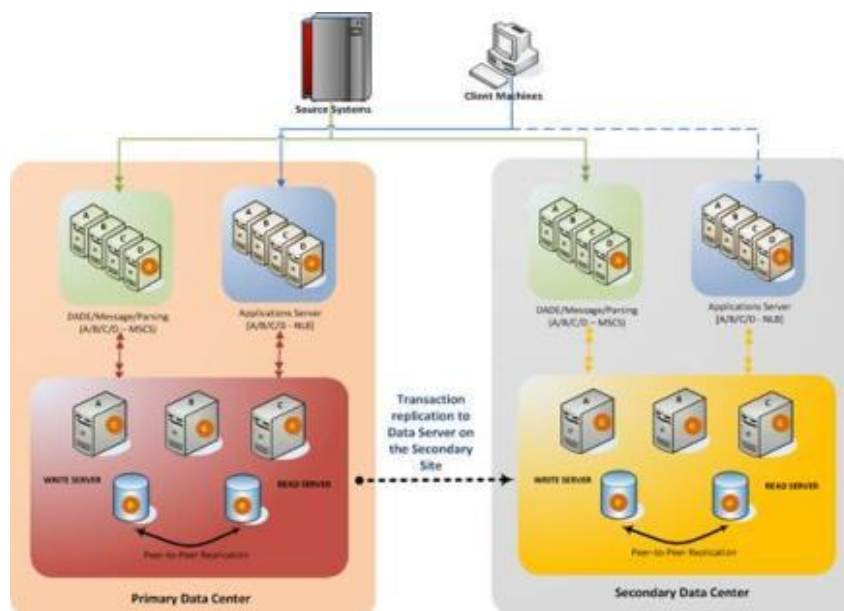 Source Systems
Client Machines
A
B
C
D
A
B
C
D
A
B
C
D
A
B
C
D
DADE/Message/Parsing
(A/B/C/D – MSCS)
Applications Server
[A/B/C/D - NLB]
DADE/Message/Parsing
(A/B/C/D – MSCS)
Applications Server
[A/B/C/D - NLB]
A
B
C
Transaction
replication to
Data Server on
the Secondary
Site
A
B
C
WRITE SERVER
READ SERVER
WRITE SERVER
READ SERVER
Peer-to-Peer Replication
Peer-to-Peer Replication
Primary Data Center
Secondary Data Center